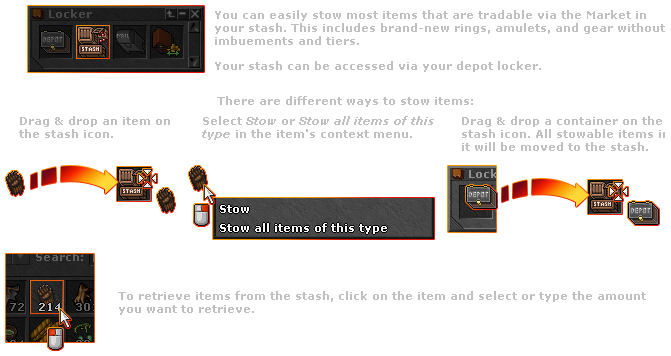 Locker
You can easily stow most items that are tradable via the Market in
your stash. This includes brand-new rings, amulets, and gear without
imbuements and tiers.
DEPOT
STASH
MAIL
Your stash can be accessed via your depot locker.
There are different ways to stow items:
Drag & drop an item on
the stash icon.
Select Stow or Stow all items of this
type in the item's context menu.
Drag & drop a container on the
stash icon. All stowable items i
it will be moved to the stash.
STASH
Stow
Stow all items of this type
Lock
DEPOT
STASH
DEPOT
Search:
72
214
30
To retrieve items from the stash, click on the item and select or type the amount
you want to retrieve.